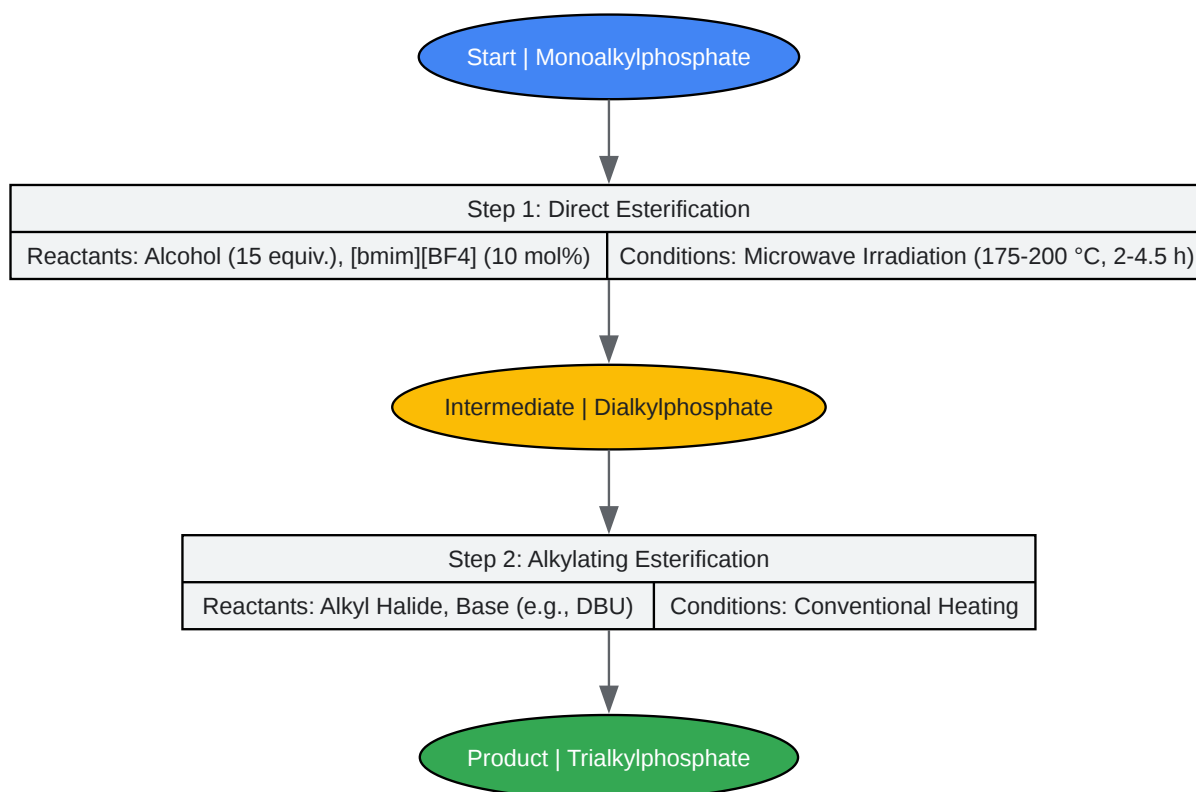 Start | Monoalkylphosphate
Step 1: Direct Esterification
Reactants: Alcohol (15 equiv.), [bmim][BF4] (10 mol%)
Conditions: Microwave Irradiation (175-200 °C, 2-4.5 h)
Intermediate | Dialkylphosphate
Step 2: Alkylating Esterification
Reactants: Alkyl Halide, Base (e.g., DBU)
Conditions: Conventional Heating
Product | Trialkylphosphate